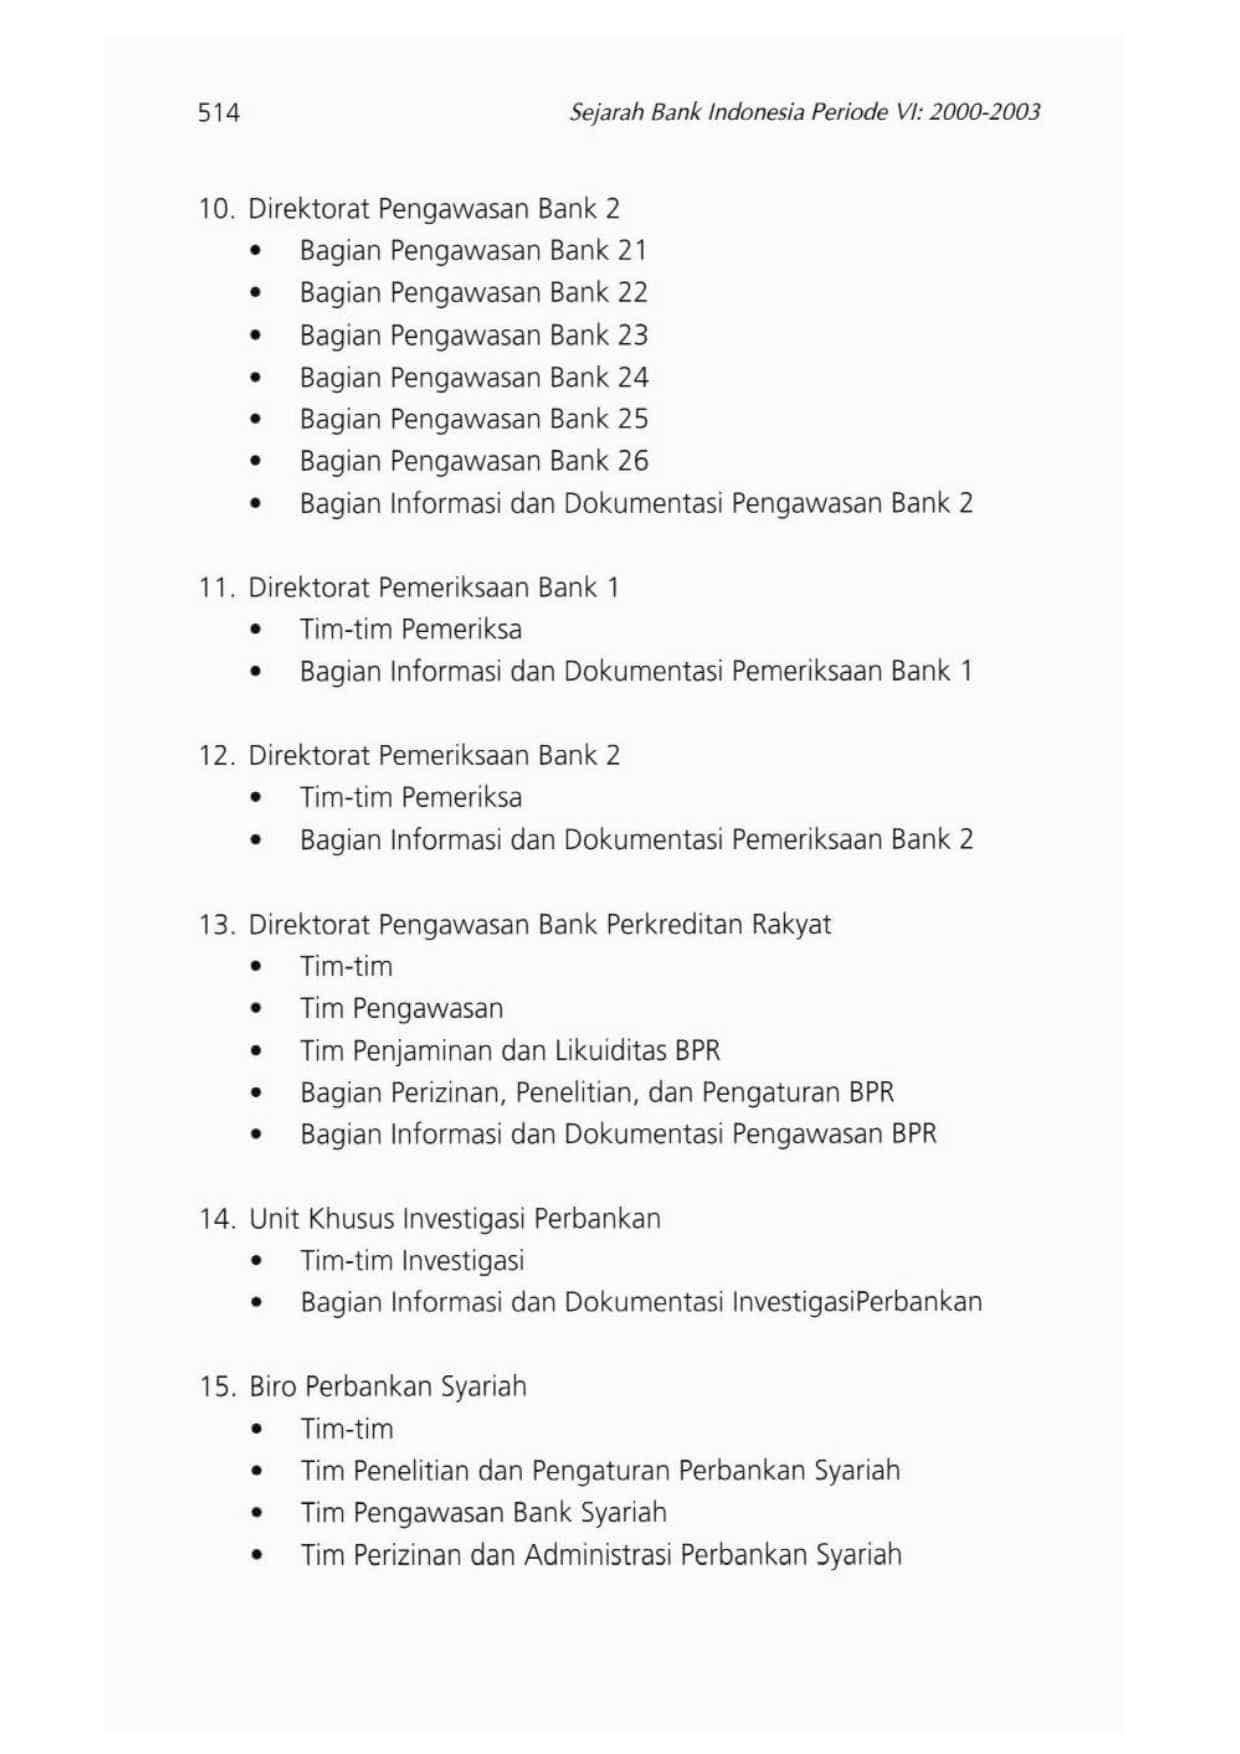 514
Sejarah Bank Indonesia Periode VI: 2000-2003
10. Direktorat Pengawasan Bank 2
• Bagian Pengawasan Bank 21
• Bagian Pengawasan Bank 22
• Bagian Pengawasan Bank 23
• Bagian Pengawasan Bank 24
• Bagian Pengawasan Bank 25
• Bagian Pengawasan Bank 26
• Bagian Informasi dan Dokumentasi Pengawasan Bank 2
11. Direktorat Pemeriksaan Bank 1
• Tim-tim Pemeriksa
• Bagian Informasi dan Dokumentasi Pemeriksaan Bank 1
12. Direktorat Pemeriksaan Bank 2
• Tim-tim Pemeriksa
• Bagian Informasi dan Dokumentasi Pemeriksaan Bank 2
13. Direktorat Pengawasan Bank Perkreditan Rakyat
• Tim-tim
• Tim Pengawasan
• Tim Penjaminan dan Likuiditas BPR
• Bagian Perizinan, Penelitian, dan Pengaturan BPR
• Bagian Informasi dan Dokumentasi Pengawasan BPR
14. Unit Khusus Investigasi Perbankan
• Tim-tim Investigasi
• Bagian Informasi dan Dokumentasi InvestigasiPerbankan
15. Biro Perbankan Syariah
• Tim-tim
• Tim Penelitian dan Pengaturan Perbankan Syariah
• Tim Pengawasan Bank Syariah
• Tim Perizinan dan Administrasi Perbankan Syariah